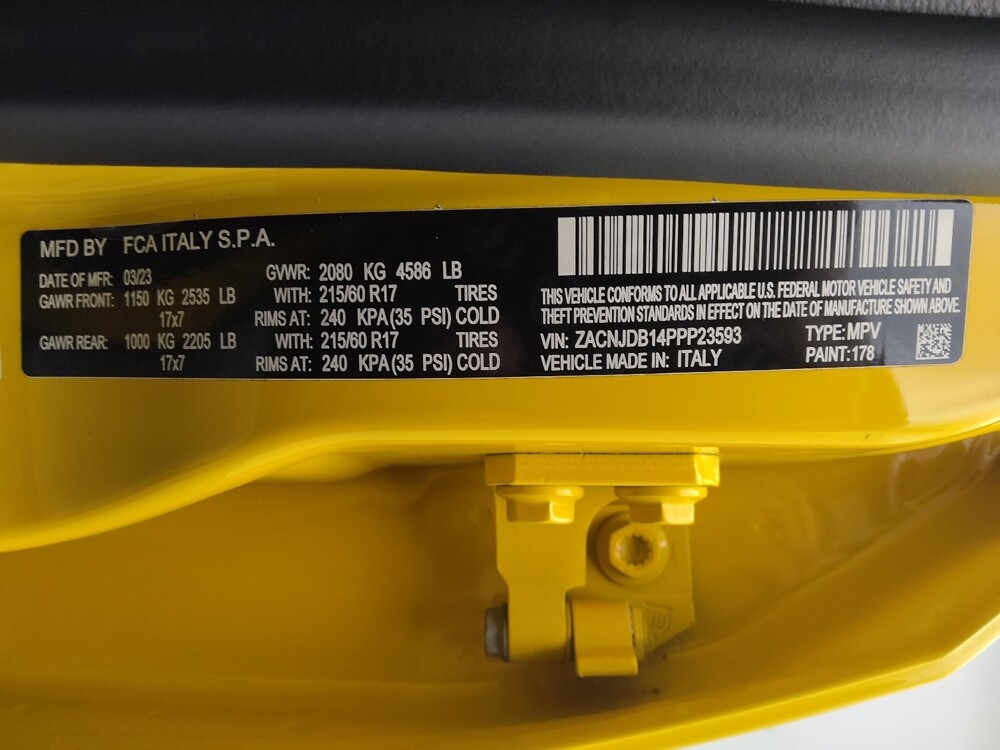 MFD BY FCA ITALY S.P.A.
DATE OF MFR: 03/23 GVWR: 2080 KG 4586 LB
GAWR FRONT: 1150 KG 2535 LB WITH: 215/60 R17 TIRES
17x7 RIMS AT: 240 KPA(35 PSI) COLD
GAWR REAR: 1000 KG 2205 LB WITH: 215/60 R17 TIRES
17x7 RIMS AT: 240 KPA(35 PSI) COLD
THIS VEHICLE CONFORMS TO ALL APPLICABLE U.S. FEDERAL MOTOR VEHICLE SAFETY AND
THEFT PREVENTION STANDARDS IN EFFECT ON THE DATE OF MANUFACTURE SHOWN ABOVE.
VIN: ZACNJDB14PPP23593 TYPE: MPV
VEHICLE MADE IN: ITALY PAINT: 178